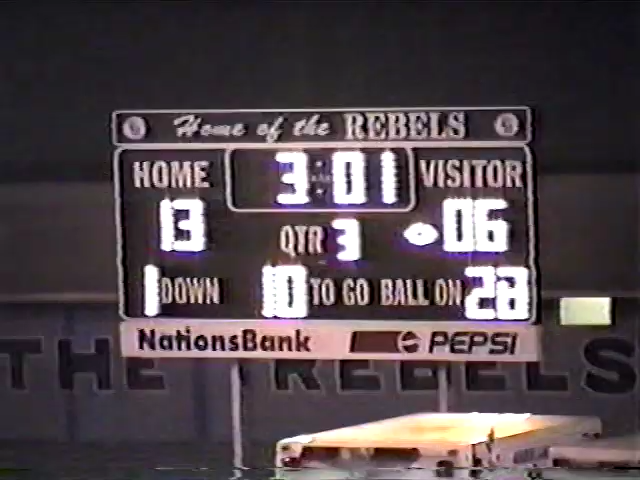 Home of the REBELS
HOME 3:01 VISITOR
13 QTR 3 06
1 DOWN 10 TO GO BALL ON 28
NationsBank PEPSI
THE REBELS